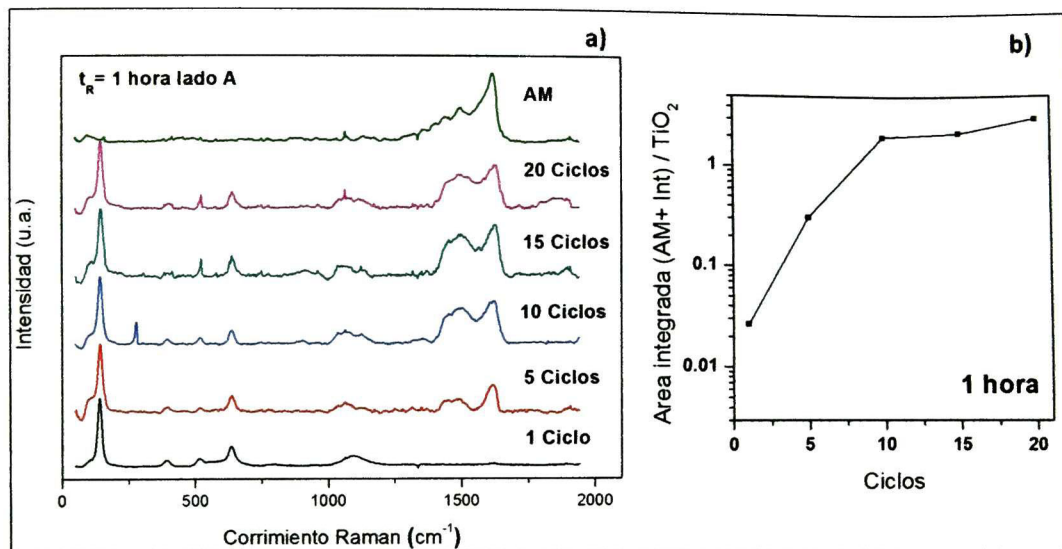 a)
t_R= 1 hora lado A
AM
20 Ciclos
15 Ciclos
10 Ciclos
5 Ciclos
1 Ciclo
Intensidad (u.a.)
0 500 1000 1500 2000
Corrimiento Raman (cm⁻¹)
b)
Area integrada (AM+ Int) / TiO₂
1
0.1
0.01
1 hora
0 5 10 15 20
Ciclos